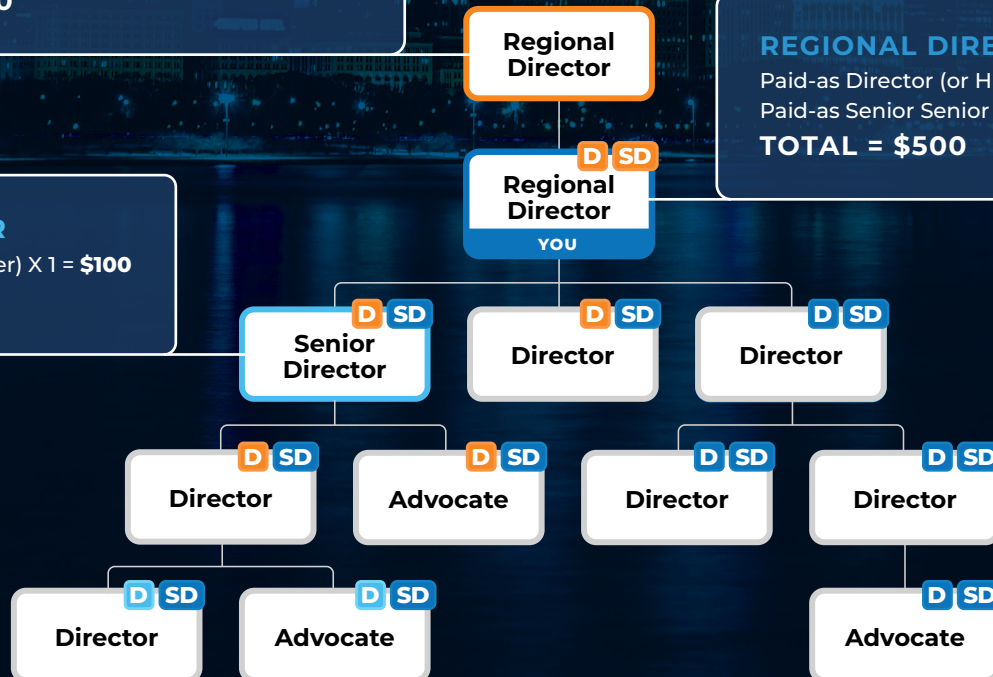 Regional
Director
REGIONAL DIRE
Paid-as Director (or H
Paid-as Senior Senior
TOTAL = $500
D SD
Regional
Director
YOU
er) X 1 = $100
D SD
Senior
Director
D SD
Director
D SD
Director
D SD
Director
D SD
Advocate
D SD
Director
D SD
Director
D SD
Director
D SD
Advocate
D SD
Advocate